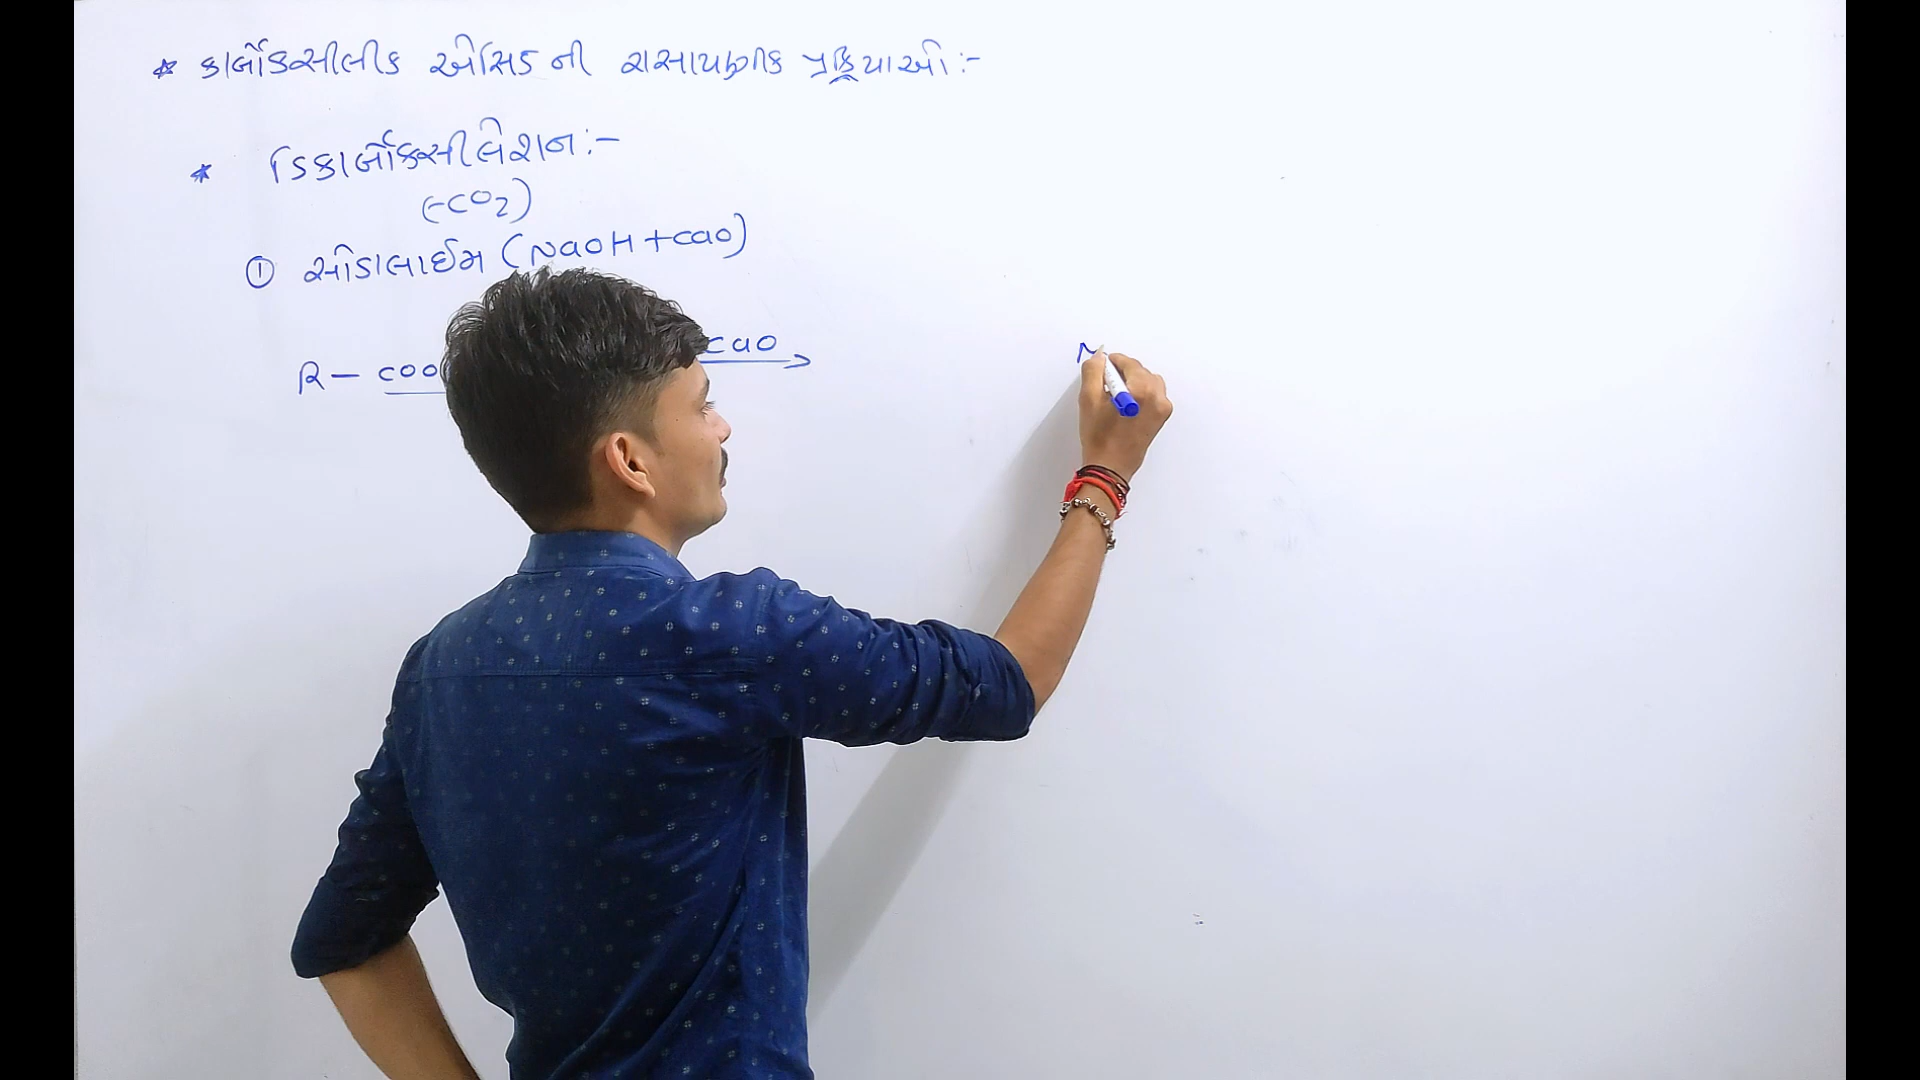 * કાર્બોક્સીલીક એસિડ ની રાસાયણીક પ્રક્રિયાઓ :-
* ડિકાર્બોક્સીલેશન :-
(-CO2)
① સોડાલાઈમ (NaOH + CaO)
R - COO CaO →
N